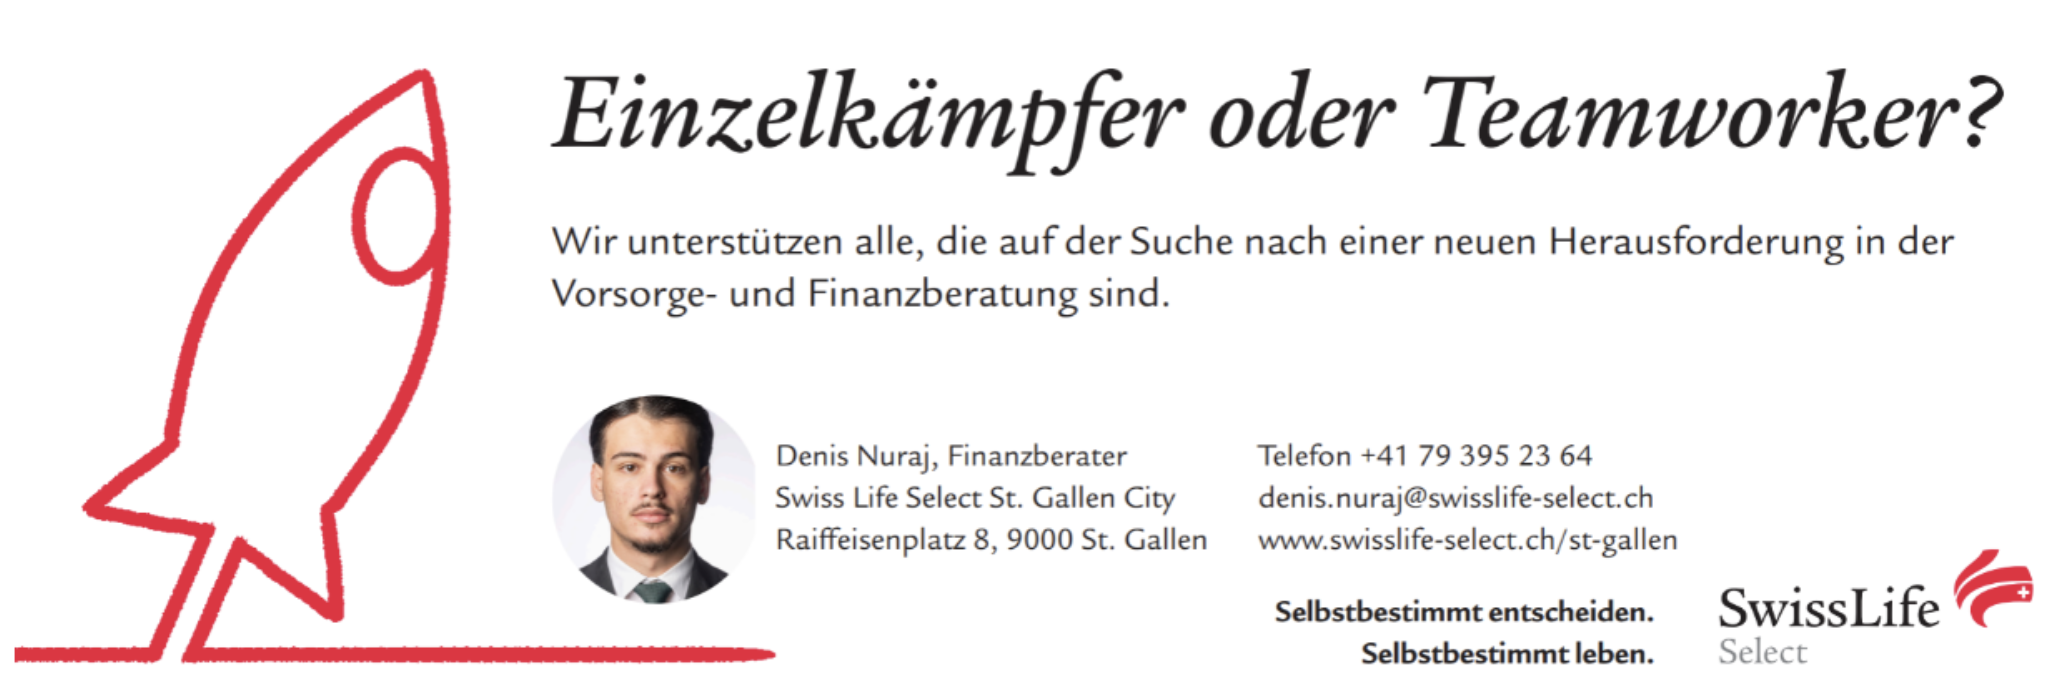 Einzelkämpfer oder Teamworker?
Wir unterstützen alle, die auf der Suche nach einer neuen Herausforderung in der
Vorsorge- und Finanzberatung sind.
Denis Nuraj, Finanzberater
Swiss Life Select St. Gallen City
Raiffeisenplatz 8, 9000 St. Gallen
Telefon +41 79 395 23 64
denis.nuraj@swisslife-select.ch
www.swisslife-select.ch/st-gallen
Selbstbestimmt entscheiden.
Selbstbestimmt leben.
SwissLife
Select